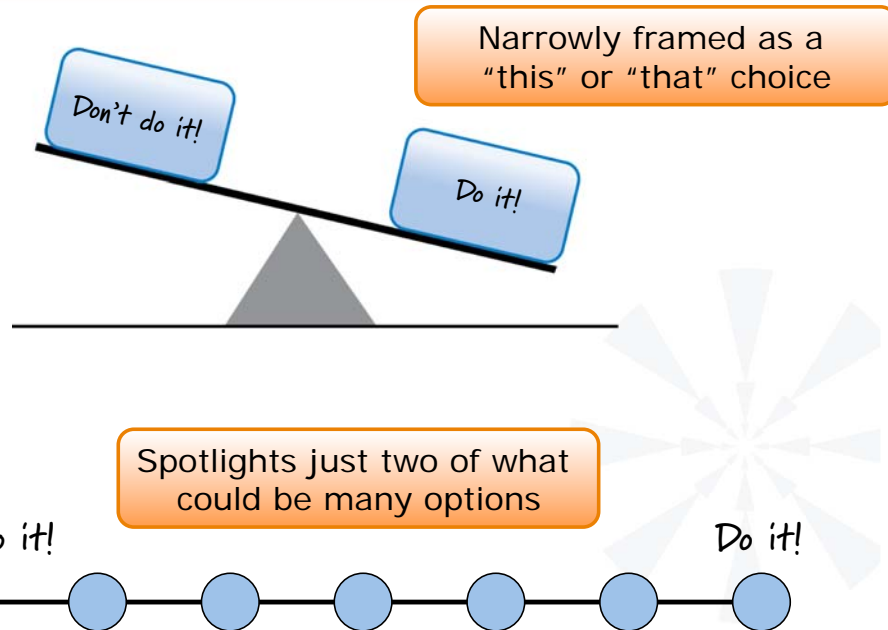 Narrowly framed as a
“this” or “that” choice
Don't do it!
Do it!
Spotlights just two of what
could be many options
it!
Do it!